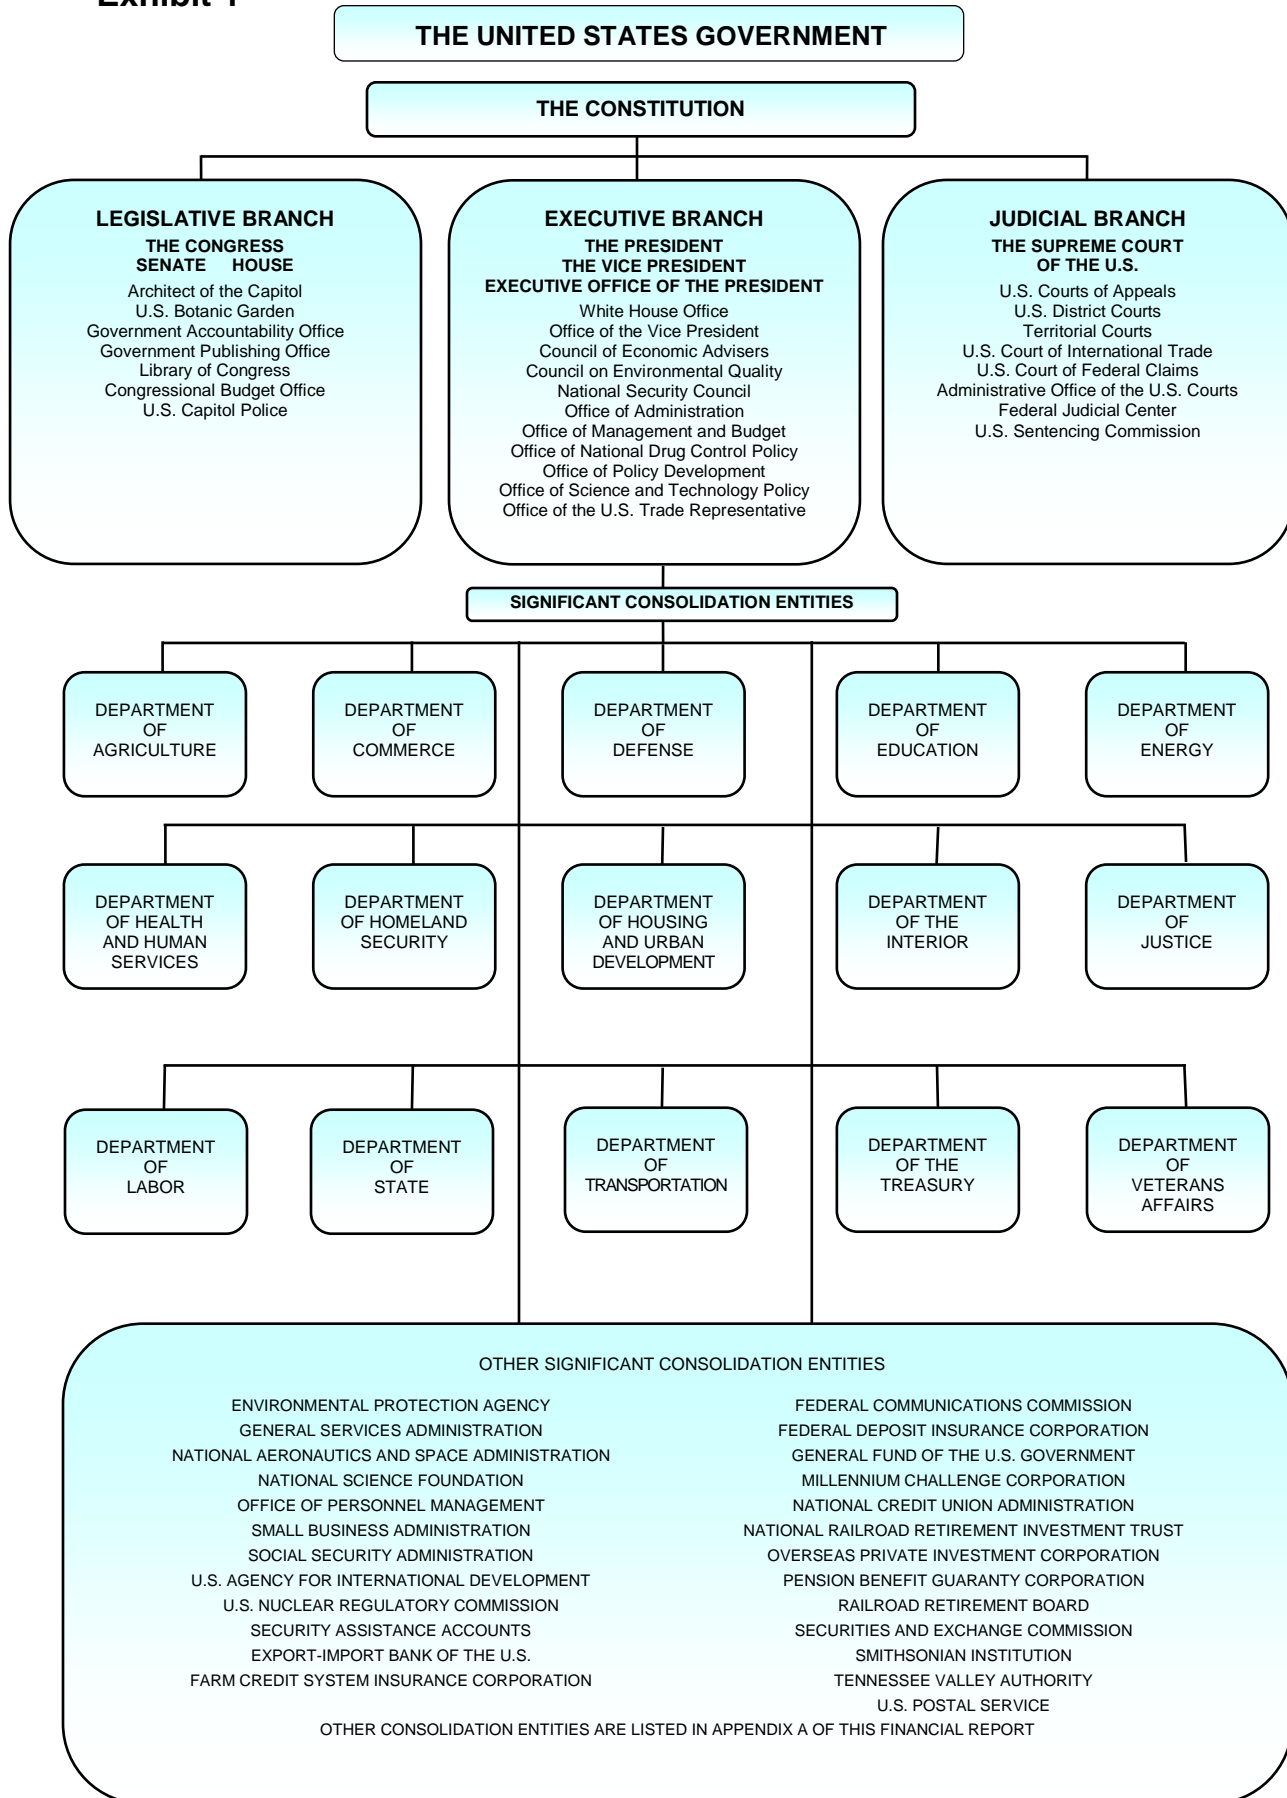 Exhibit 1
THE UNITED STATES GOVERNMENT
THE CONSTITUTION
LEGISLATIVE BRANCH
THE CONGRESS
SENATE HOUSE
Architect of the Capitol
U.S. Botanic Garden
Government Accountability Office
Government Publishing Office
Library of Congress
Congressional Budget Office
U.S. Capitol Police
EXECUTIVE BRANCH
THE PRESIDENT
THE VICE PRESIDENT
EXECUTIVE OFFICE OF THE PRESIDENT
White House Office
Office of the Vice President
Council of Economic Advisers
Council on Environmental Quality
National Security Council
Office of Administration
Office of Management and Budget
Office of National Drug Control Policy
Office of Policy Development
Office of Science and Technology Policy
Office of the U.S. Trade Representative
JUDICIAL BRANCH
THE SUPREME COURT
OF THE U.S.
U.S. Courts of Appeals
U.S. District Courts
Territorial Courts
U.S. Court of International Trade
U.S. Court of Federal Claims
Administrative Office of the U.S. Courts
Federal Judicial Center
U.S. Sentencing Commission
SIGNIFICANT CONSOLIDATION ENTITIES
DEPARTMENT
OF
AGRICULTURE
DEPARTMENT
OF
COMMERCE
DEPARTMENT
OF
DEFENSE
DEPARTMENT
OF
EDUCATION
DEPARTMENT
OF
ENERGY
DEPARTMENT
OF HEALTH
AND HUMAN
SERVICES
DEPARTMENT
OF HOMELAND
SECURITY
DEPARTMENT
OF HOUSING
AND URBAN
DEVELOPMENT
DEPARTMENT
OF THE
INTERIOR
DEPARTMENT
OF
JUSTICE
DEPARTMENT
OF
LABOR
DEPARTMENT
OF
STATE
DEPARTMENT
OF
TRANSPORTATION
DEPARTMENT
OF THE
TREASURY
DEPARTMENT
OF
VETERANS
AFFAIRS
OTHER SIGNIFICANT CONSOLIDATION ENTITIES
ENVIRONMENTAL PROTECTION AGENCY
GENERAL SERVICES ADMINISTRATION
NATIONAL AERONAUTICS AND SPACE ADMINISTRATION
NATIONAL SCIENCE FOUNDATION
OFFICE OF PERSONNEL MANAGEMENT
SMALL BUSINESS ADMINISTRATION
SOCIAL SECURITY ADMINISTRATION
U.S. AGENCY FOR INTERNATIONAL DEVELOPMENT
U.S. NUCLEAR REGULATORY COMMISSION
SECURITY ASSISTANCE ACCOUNTS
EXPORT-IMPORT BANK OF THE U.S.
FARM CREDIT SYSTEM INSURANCE CORPORATION
FEDERAL COMMUNICATIONS COMMISSION
FEDERAL DEPOSIT INSURANCE CORPORATION
GENERAL FUND OF THE U.S. GOVERNMENT
MILLENNIUM CHALLENGE CORPORATION
NATIONAL CREDIT UNION ADMINISTRATION
NATIONAL RAILROAD RETIREMENT INVESTMENT TRUST
OVERSEAS PRIVATE INVESTMENT CORPORATION
PENSION BENEFIT GUARANTY CORPORATION
RAILROAD RETIREMENT BOARD
SECURITIES AND EXCHANGE COMMISSION
SMITHSONIAN INSTITUTION
TENNESSEE VALLEY AUTHORITY
U.S. POSTAL SERVICE
OTHER CONSOLIDATION ENTITIES ARE LISTED IN APPENDIX A OF THIS FINANCIAL REPORT